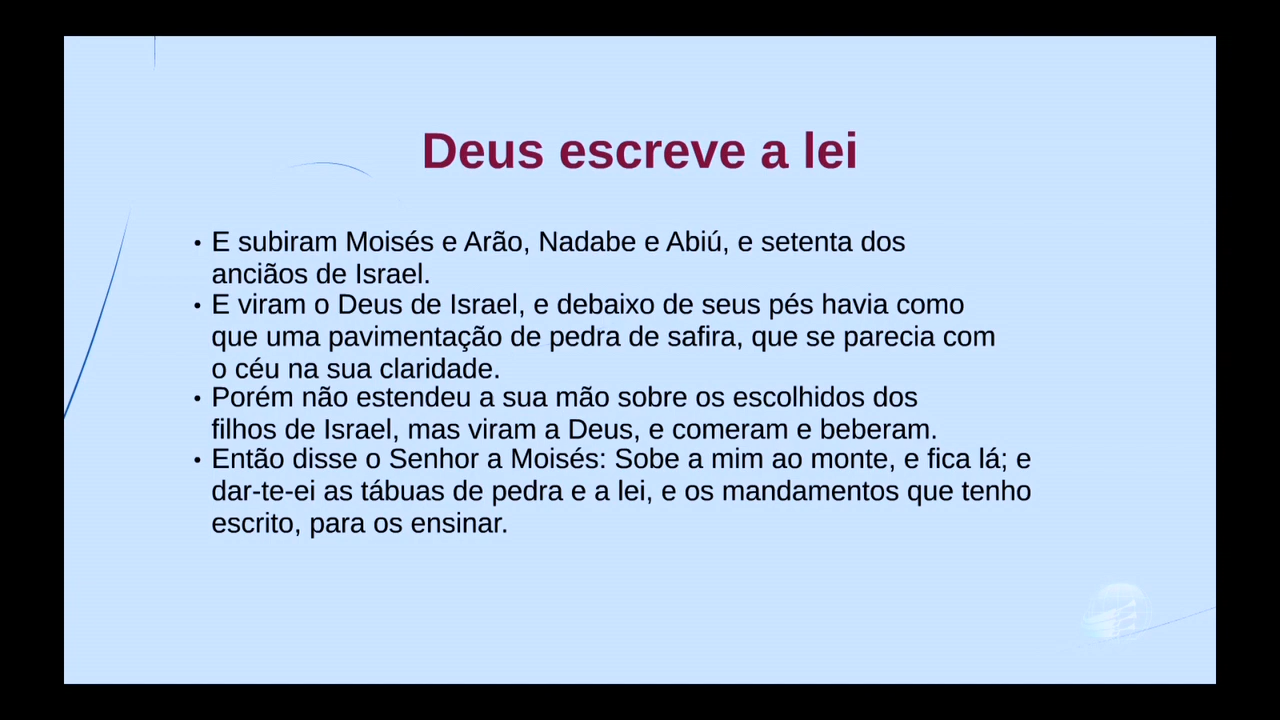 Deus escreve a lei
• E subiram Moisés e Arão, Nadabe e Abiú, e setenta dos
anciãos de Israel.
• E viram o Deus de Israel, e debaixo de seus pés havia como
que uma pavimentação de pedra de safira, que se parecia com
o céu na sua claridade.
• Porém não estendeu a sua mão sobre os escolhidos dos
filhos de Israel, mas viram a Deus, e comeram e beberam.
• Então disse o Senhor a Moisés: Sobe a mim ao monte, e fica lá; e
dar-te-ei as tábuas de pedra e a lei, e os mandamentos que tenho
escrito, para os ensinar.